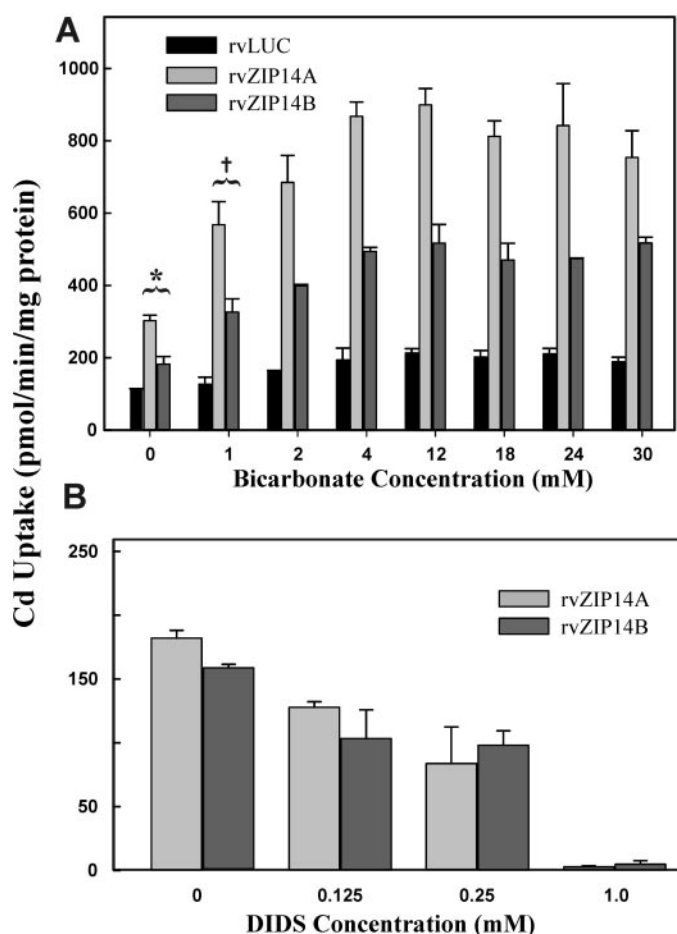 A
rvLUC
rvZIP14A
rvZIP14B
1000
800
600
400
200
0
*
†
0 1 2 4 12 18 24 30
Bicarbonate Concentration (mM)
Cd Uptake (pmol/min/mg protein)
B
rvZIP14A
rvZIP14B
250
150
50
0
0 0.125 0.25 1.0
DIDS Concentration (mM)